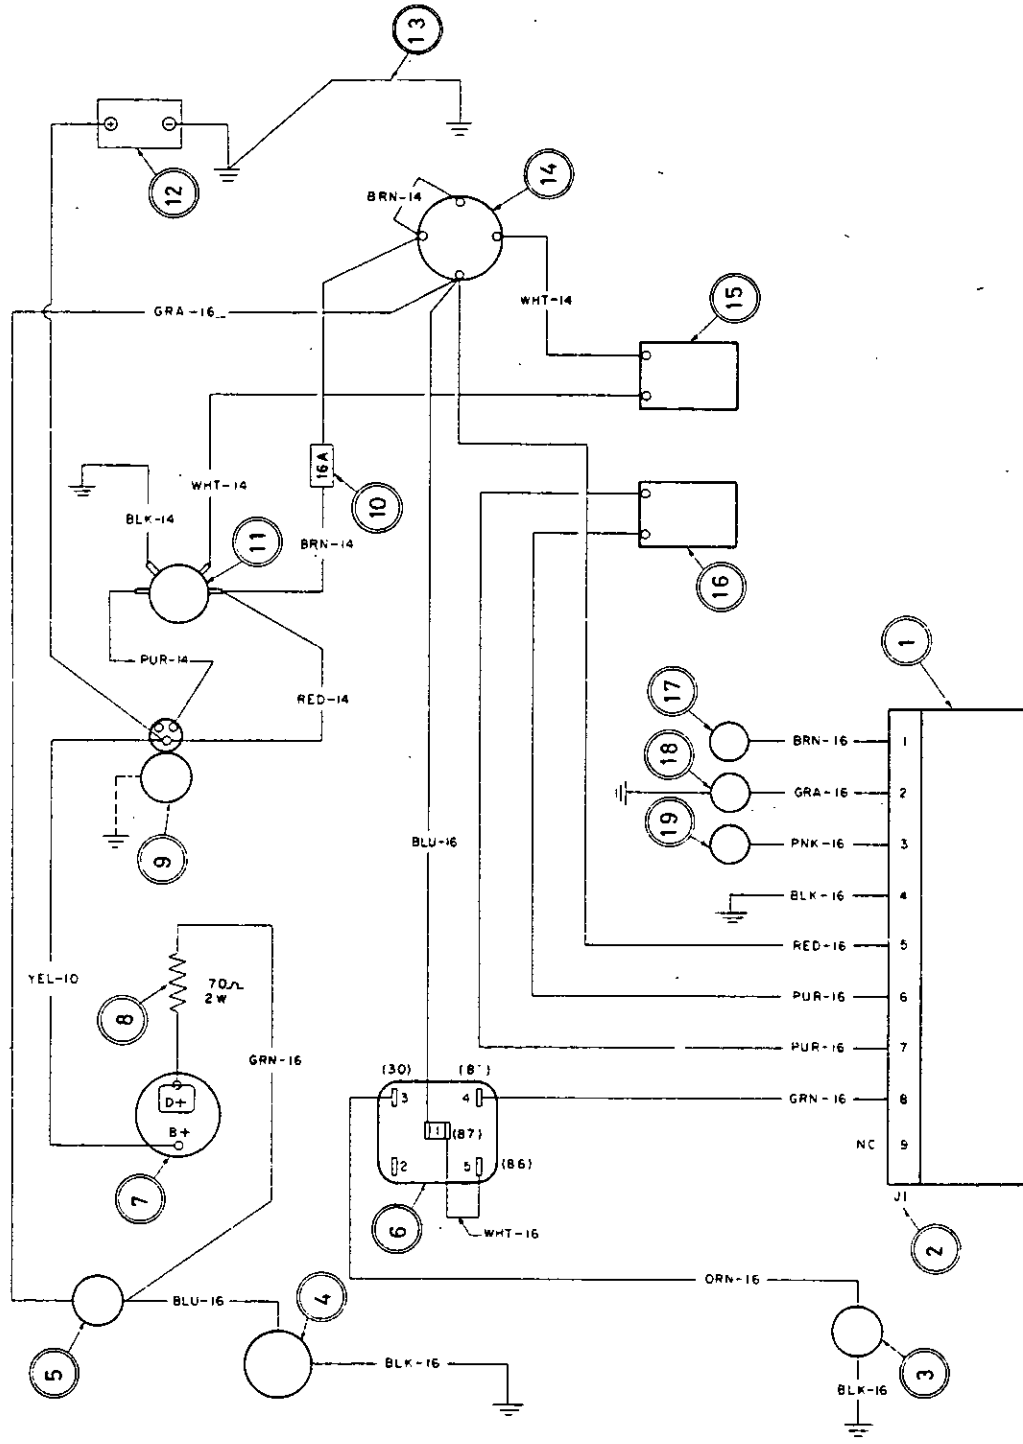 13
12
BRN-14
14
GRA-16
WHT-14
15
WHT-14
16A
10
BLK-14
11
BRN-14
16
PUR-14
RED-14
1
17
BRN-16
1
18
GRA-16
2
19
PNK-16
3
9
BLU-16
BLK-16
4
RED-16
5
YEL-10
70Ω
2W
8
PUR-16
6
GRN-16
PUR-16
7
(30)
3
4
D+
GRN-16
8
B+
1
(87)
NC
9
2
5
(86)
7
6
WHT-16
J1
2
ORN-16
BLU-16
4
5
BLK-16
3
BLK-16